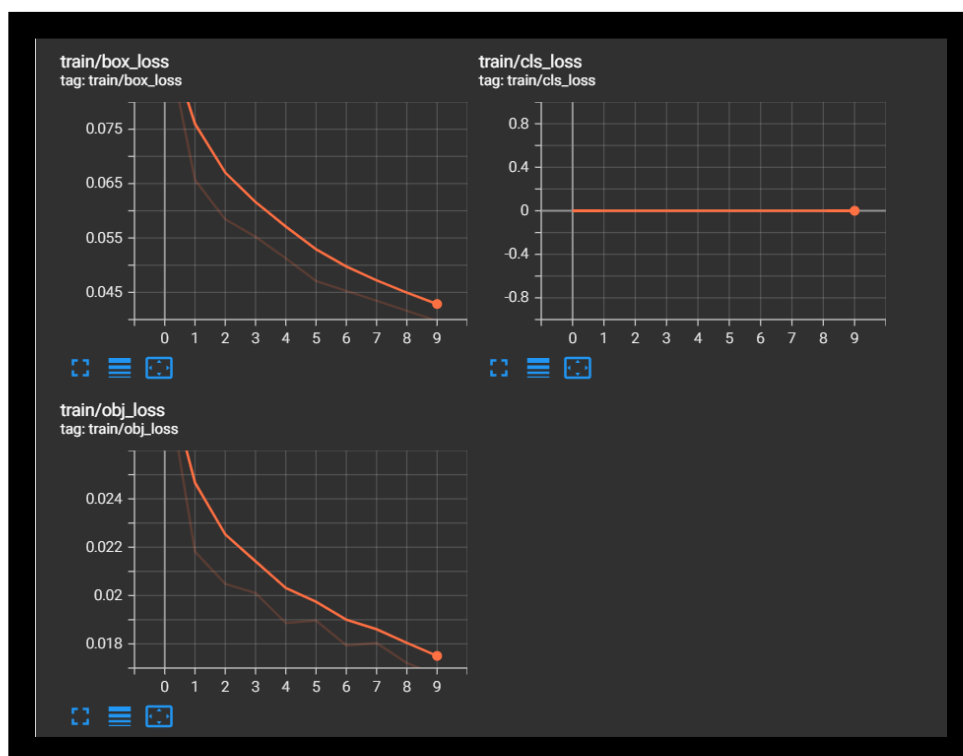 train/box_loss
tag: train/box_loss
0.075
0.065
0.055
0.045
0 1 2 3 4 5 6 7 8 9
train/cls_loss
tag: train/cls_loss
0.8
0.4
0
-0.4
-0.8
0 1 2 3 4 5 6 7 8 9
train/obj_loss
tag: train/obj_loss
0.024
0.022
0.02
0.018
0 1 2 3 4 5 6 7 8 9